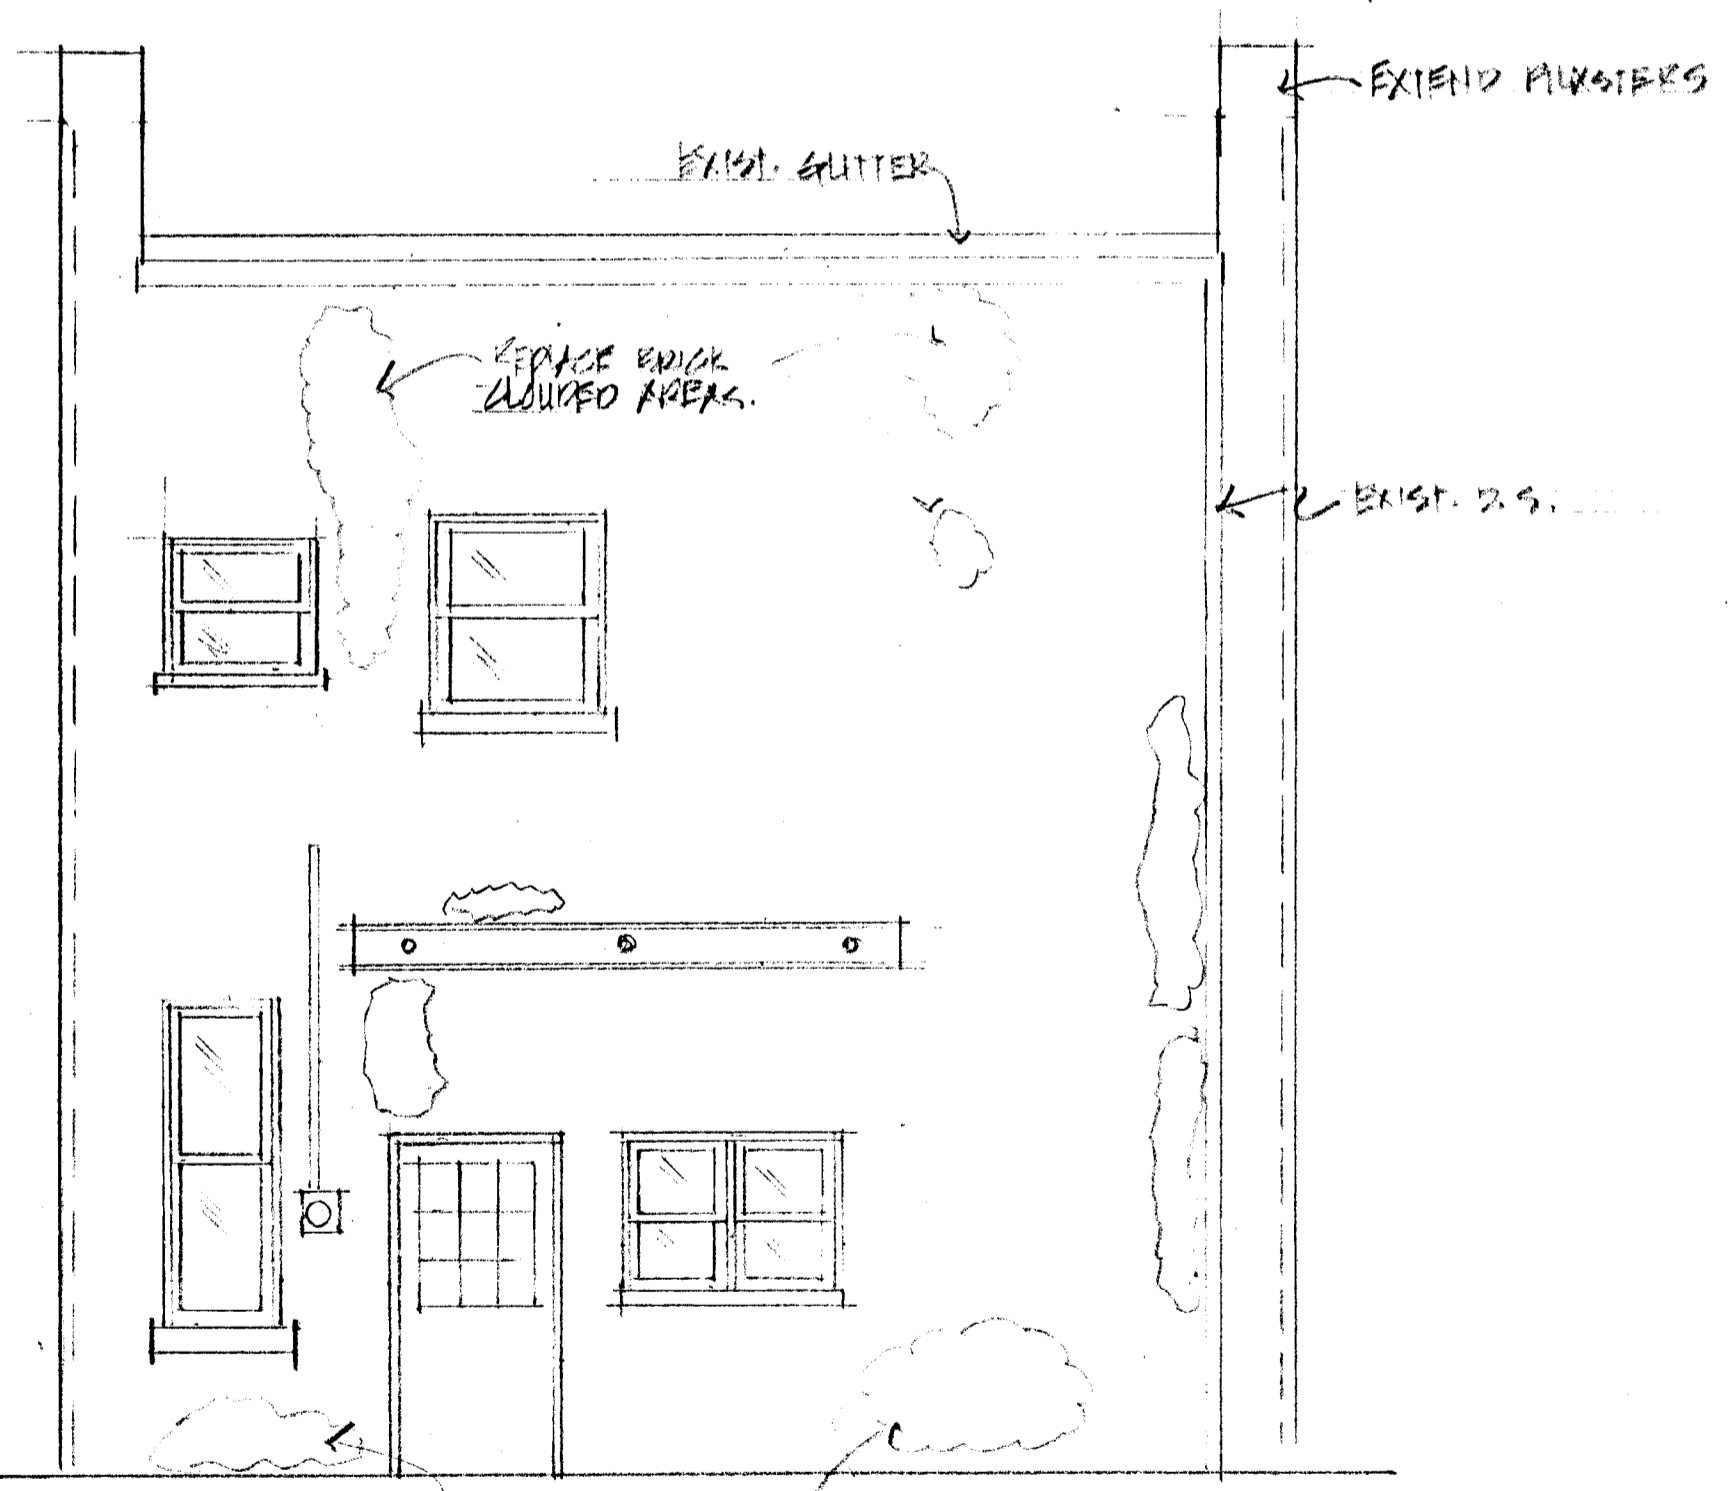 EXTEND PILASTERS
EXIST. GUTTER
REPLACE BRICK
CLOUDED AREAS.
EXIST. D.S.